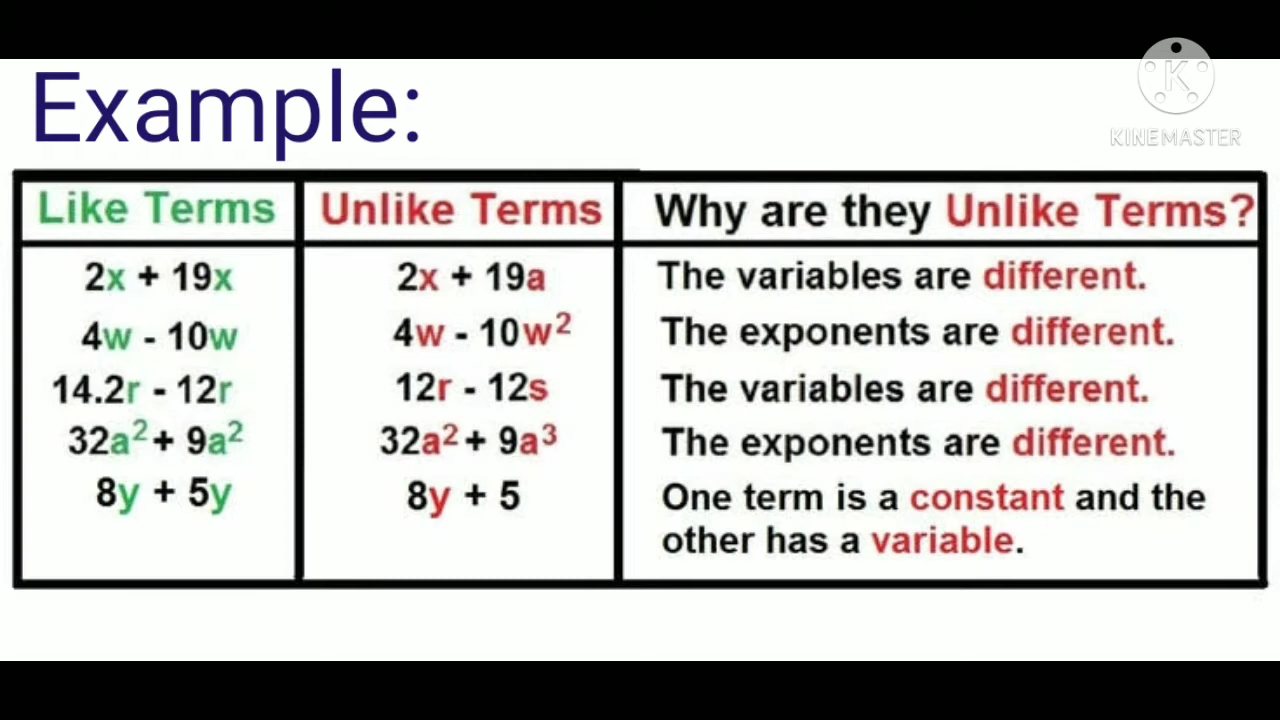 Example:
K
KINEMASTER
Like Terms
Unlike Terms
Why are they Unlike Terms?
2x + 19x
2x + 19a
The variables are different.
4w - 10w
4w - 10w²
The exponents are different.
14.2r - 12r
12r - 12s
The variables are different.
32a² + 9a²
32a² + 9a³
The exponents are different.
8y + 5y
8y + 5
One term is a constant and the
other has a variable.